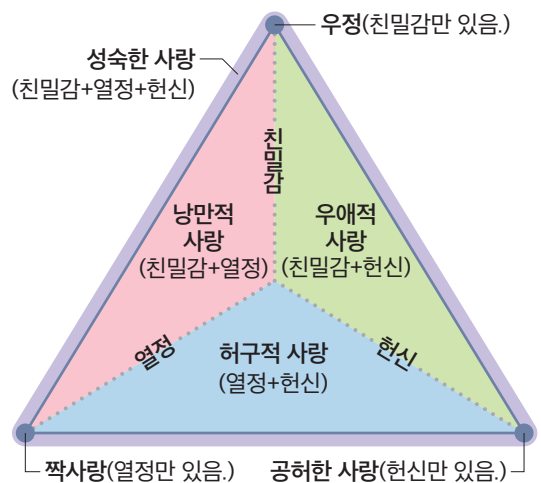 우정(친밀감만 있음.)
성숙한 사랑
(친밀감+열정+헌신)
친밀감
낭만적
사랑
(친밀감+열정)
우애적
사랑
(친밀감+헌신)
열정
헌신
허구적 사랑
(열정+헌신)
짝사랑(열정만 있음.)
공허한 사랑(헌신만 있음.)